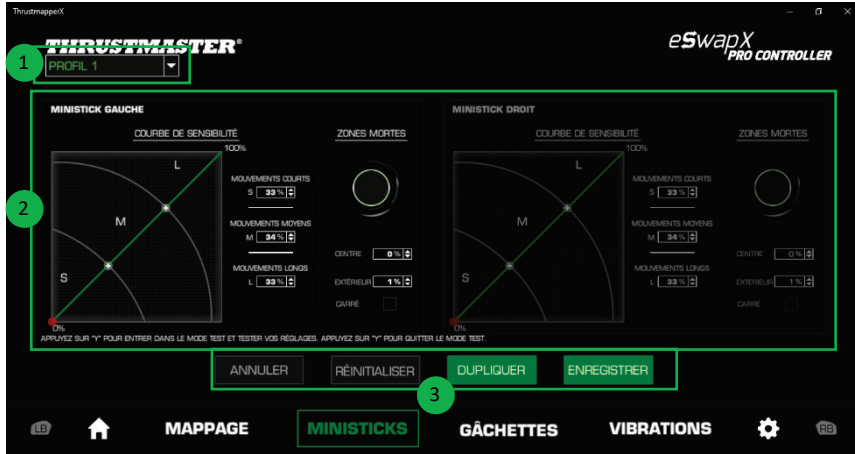 ThrustmapperX
THRUSTMASTER®
eSwapX
PRO CONTROLLER
1
PROFIL 1
2
MINISTICK GAUCHE
COURBE DE SENSIBILITÉ
ZONES MORTES
100%
L
M
S
0%
MOUVEMENTS COURTS
S 33 %
MOUVEMENTS MOYENS
M 34 %
MOUVEMENTS LONGS
L 33 %
CENTRE 0 %
EXTÉRIEUR 1 %
CARRÉ
MINISTICK DROIT
COURBE DE SENSIBILITÉ
ZONES MORTES
100%
L
M
S
0%
MOUVEMENTS COURTS
S 33 %
MOUVEMENTS MOYENS
M 34 %
MOUVEMENTS LONGS
L 33 %
CENTRE 0 %
EXTÉRIEUR 1 %
CARRÉ
APPUYEZ SUR "Y" POUR ENTRER DANS LE MODE TEST ET TESTER VOS RÉGLAGES. APPUYEZ SUR "Y" POUR QUITTER LE MODE TEST.
ANNULER RÉINITIALISER DUPLIQUER ENREGISTRER
3
LB MAPPAGE MINISTICKS GÂCHETTES VIBRATIONS RB